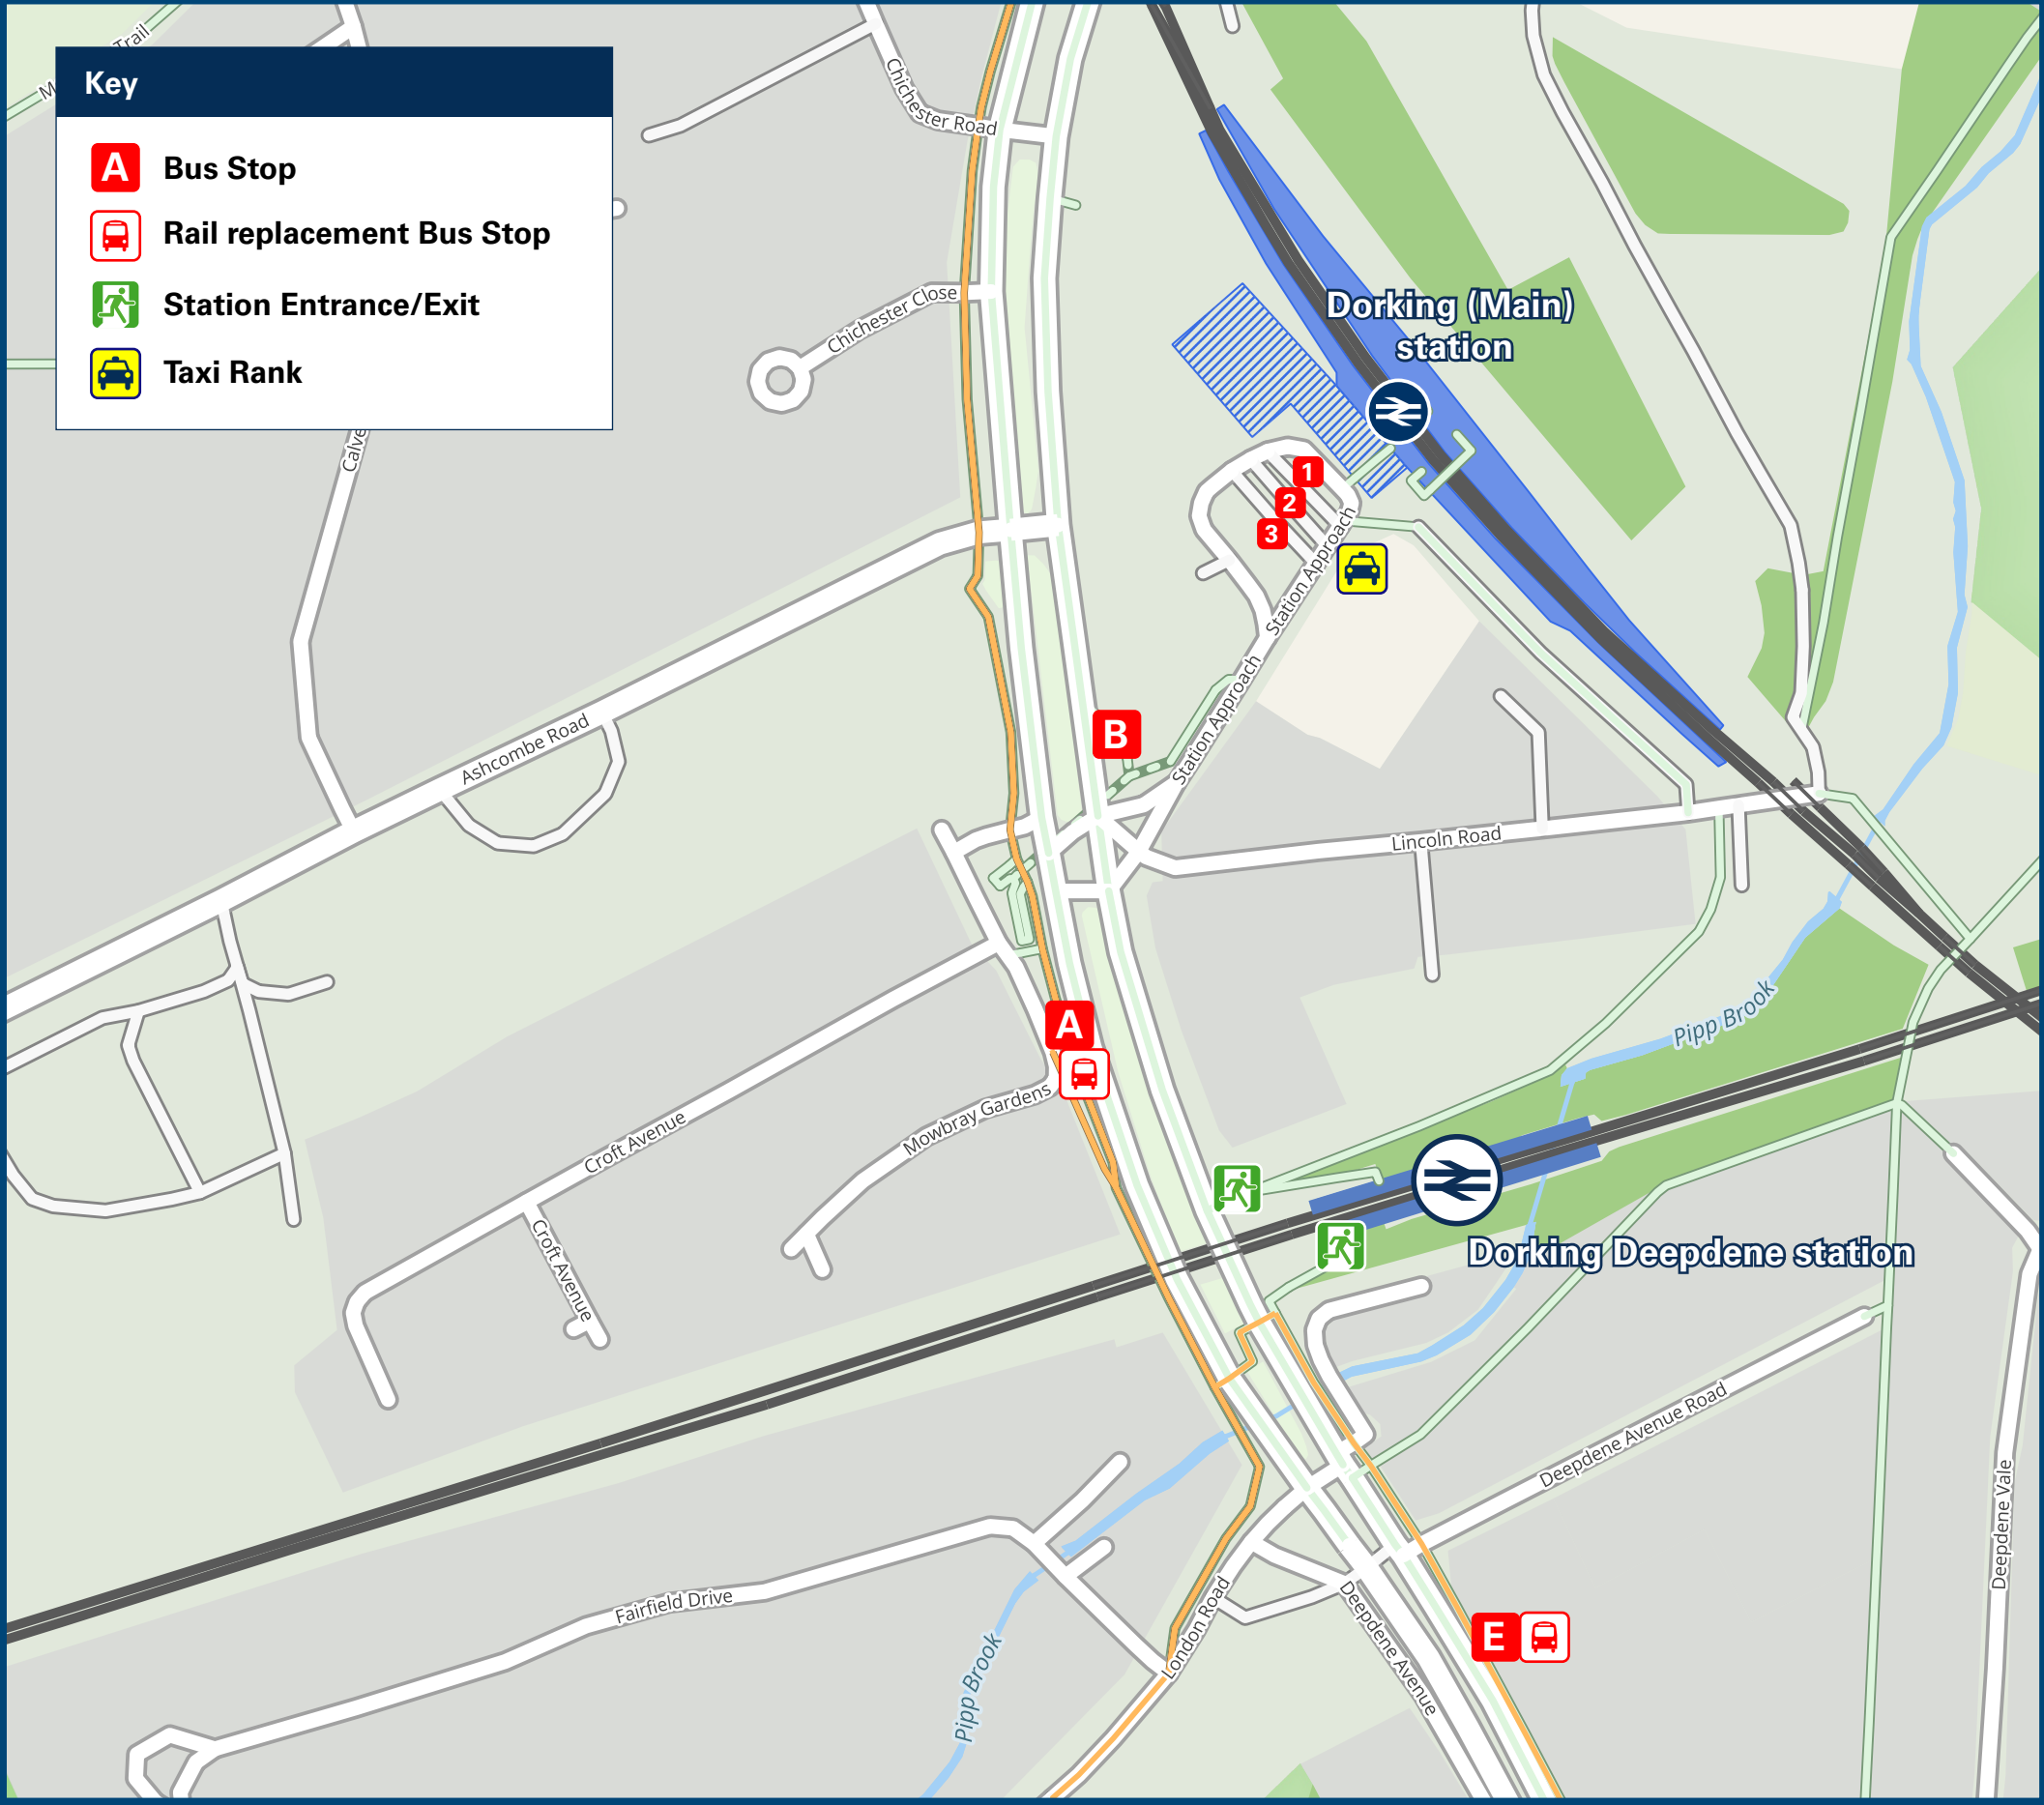 Trail
Key
A Bus Stop
Rail replacement Bus Stop
Station Entrance/Exit
Taxi Rank
Chichester Road
Chichester Close
Dorking (Main)
station
1
2
3
Station Approach
Station Approach
B
Ashcombe Road
Lincoln Road
A
Pipp Brook
Croft Avenue
Mowbray Gardens
Croft Avenue
Dorking Deepdene station
Deepdene Avenue Road
Deepdene Vale
Fairfield Drive
London Road
Deepdene Avenue
E
Pipp Brook